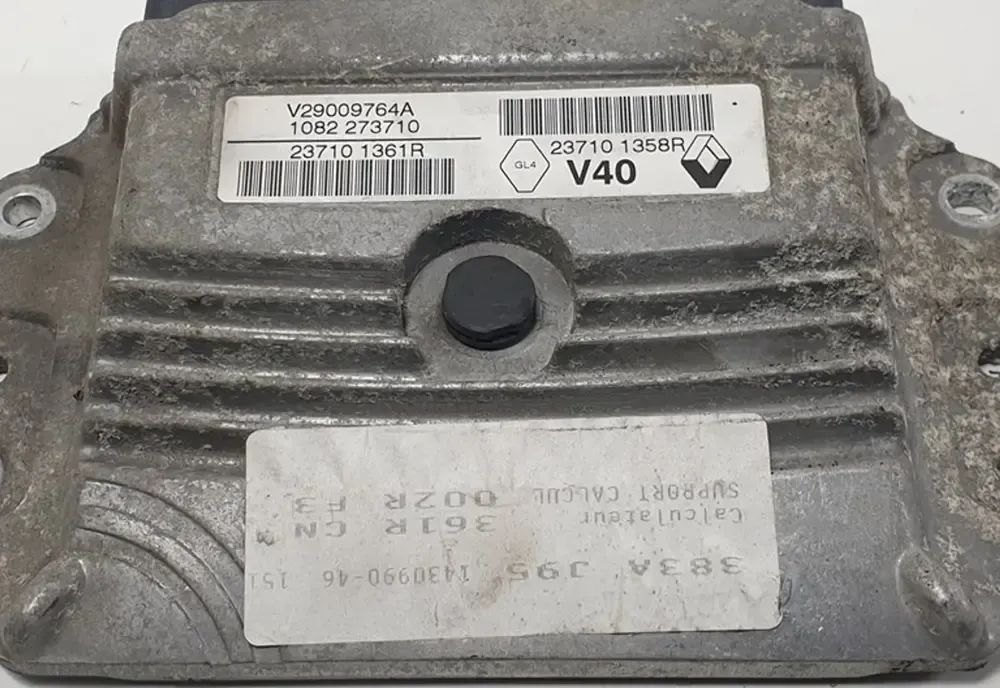 V29009764A
1082 273710
23710 1361R
23710 1358R
GL4
V40
383A J95 1430990-46 151
Calculateur 361R CN 3
SUPPORT CALCUL 002R F3